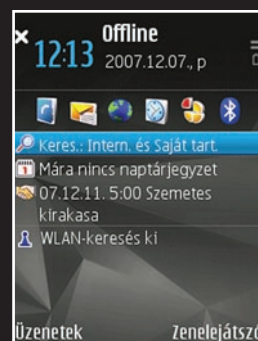 Offline
12:13 2007.12.07., p
Keres.: Intern. és Saját tart.
1
Mára nincs naptárjegyzet
07.12.11. 5:00 Szemetes
kirakasa
WLAN-keresés ki
Üzenetek Zenelejátszó